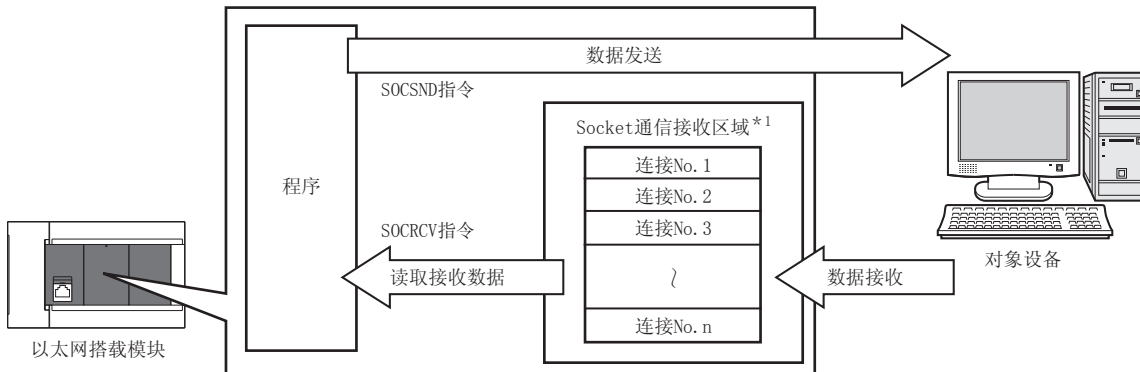 数据发送
SOCSND指令
Socket通信接收区域*1
连接No.1
程序
连接No.2
SOCRCV指令
连接No.3
对象设备
读取接收数据
~
数据接收
连接No.n
以太网搭载模块